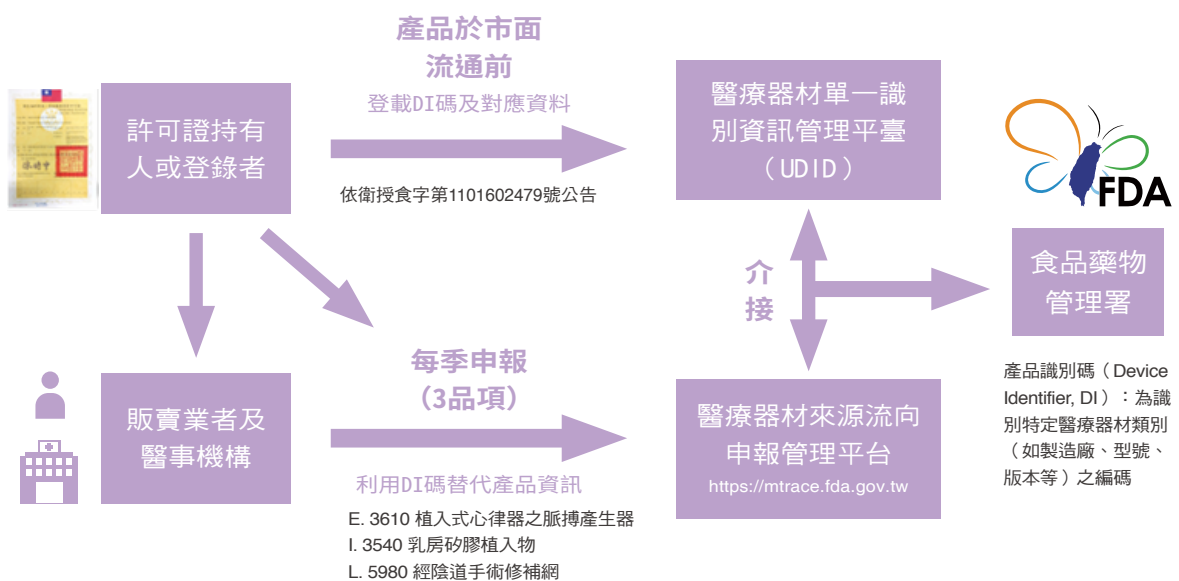 產品於市面
流通前
登載DI碼及對應資料
許可證持有
人或登錄者
依衛授食字第1101602479號公告
醫療器材單一識
別資訊管理平臺
（UDID）
FDA
介
接
食品藥物
管理署
每季申報
（3品項）
販賣業者及
醫事機構
利用DI碼替代產品資訊
E. 3610 植入式心律器之脈搏產生器
I. 3540 乳房矽膠植入物
L. 5980 經陰道手術修補網
醫療器材來源流向
申報管理平台
https://mtrace.fda.gov.tw
產品識別碼（Device
Identifier, DI）：為識
別特定醫療器材類別
（如製造廠、型號、
版本等）之編碼